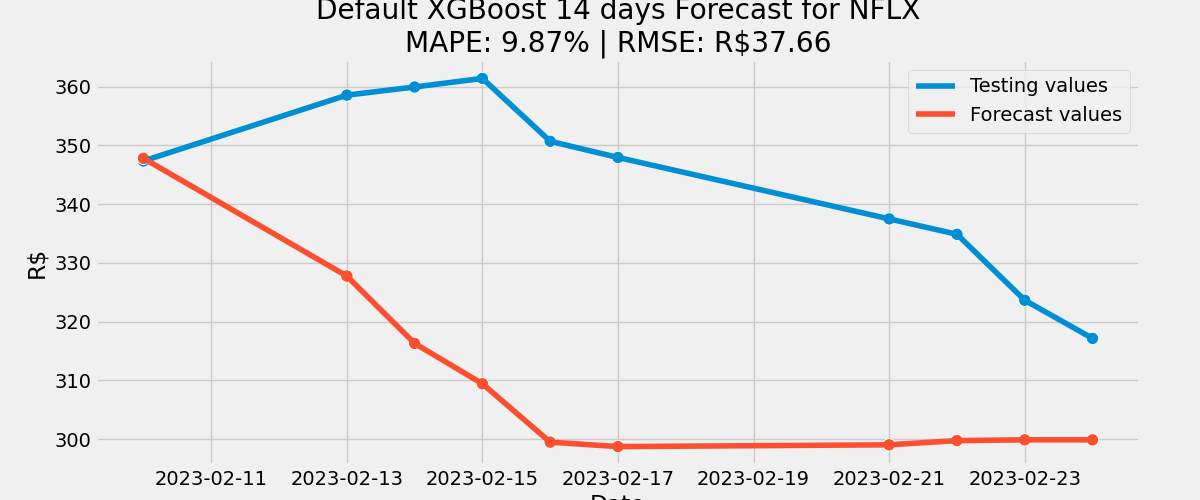 Default XGBoost 14 days Forecast for NFLX
MAPE: 9.87% | RMSE: R$37.66
Testing values
Forecast values
360
350
340
330
320
310
300
R$
2023-02-11 2023-02-13 2023-02-15 2023-02-17 2023-02-19 2023-02-21 2023-02-23
Date